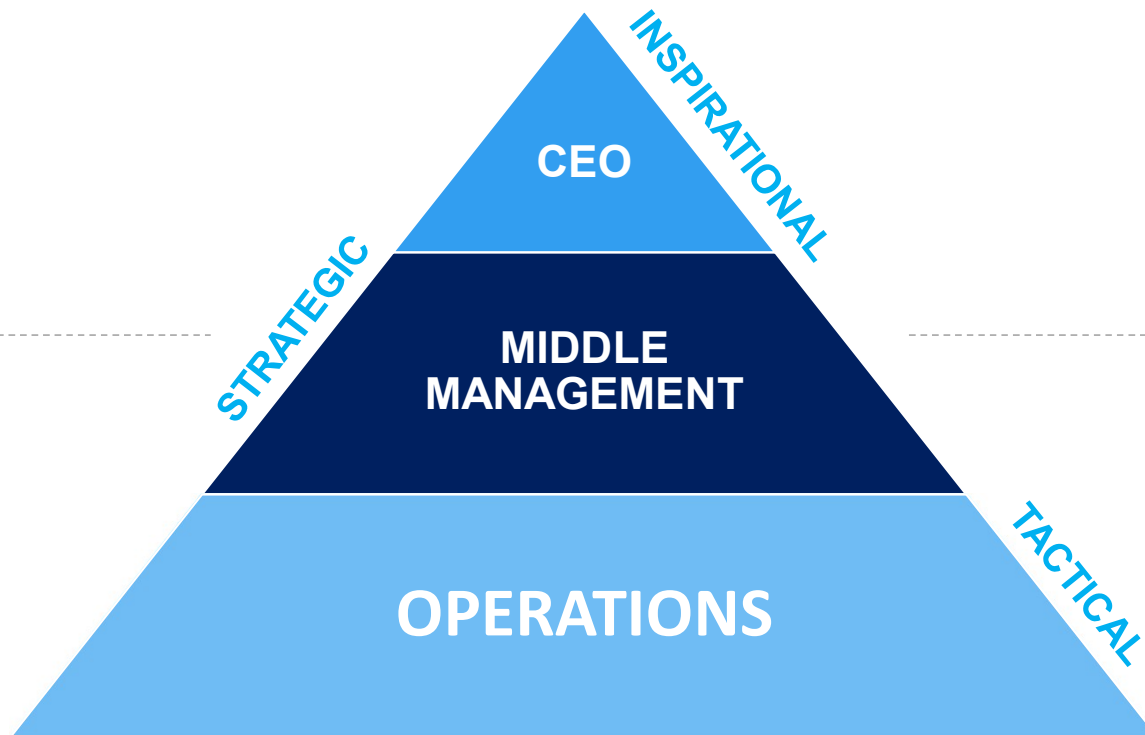 INSPIRATIONAL
CEO
STRATEGIC
MIDDLE
MANAGEMENT
TACTICAL
OPERATIONS